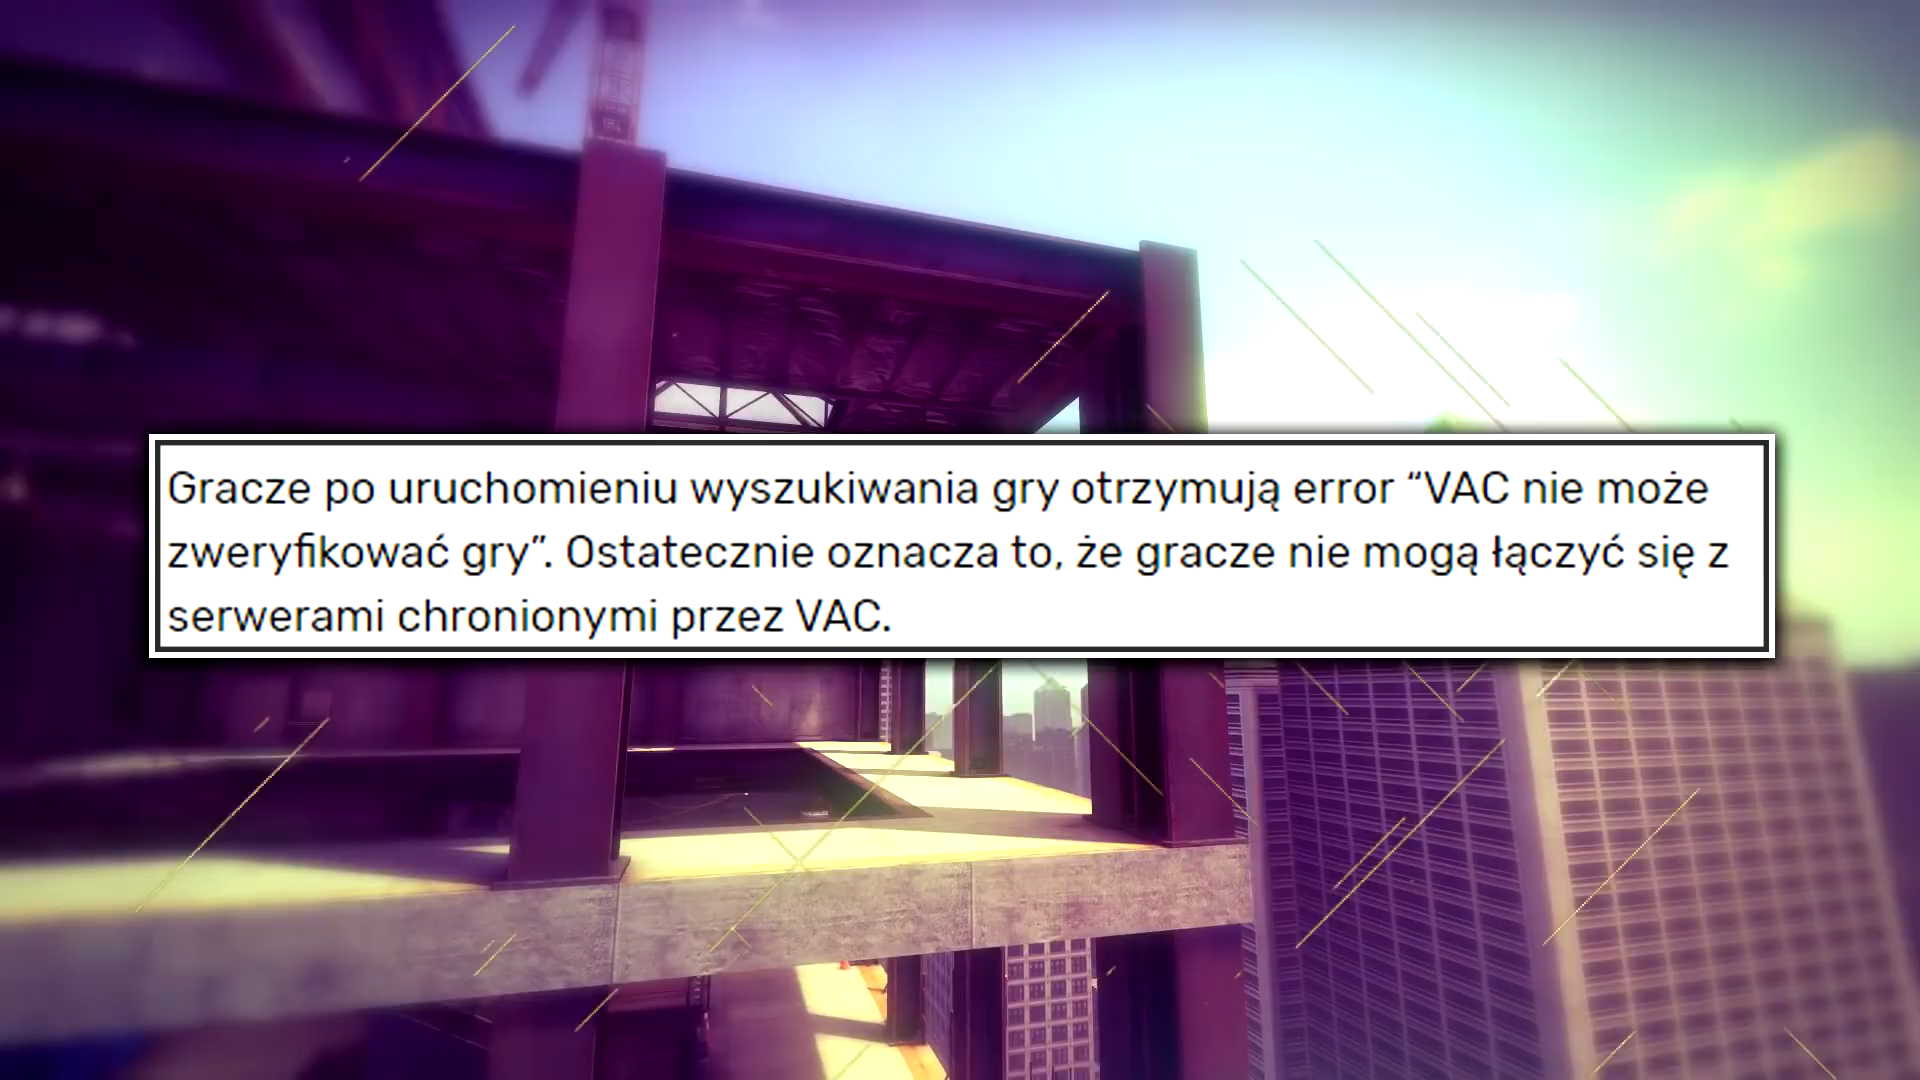 Gracze po uruchomieniu wyszukiwania gry otrzymują error “VAC nie może
zweryfikować gry”. Ostatecznie oznacza to, że gracze nie mogą łączyć się z
serwerami chronionymi przez VAC.